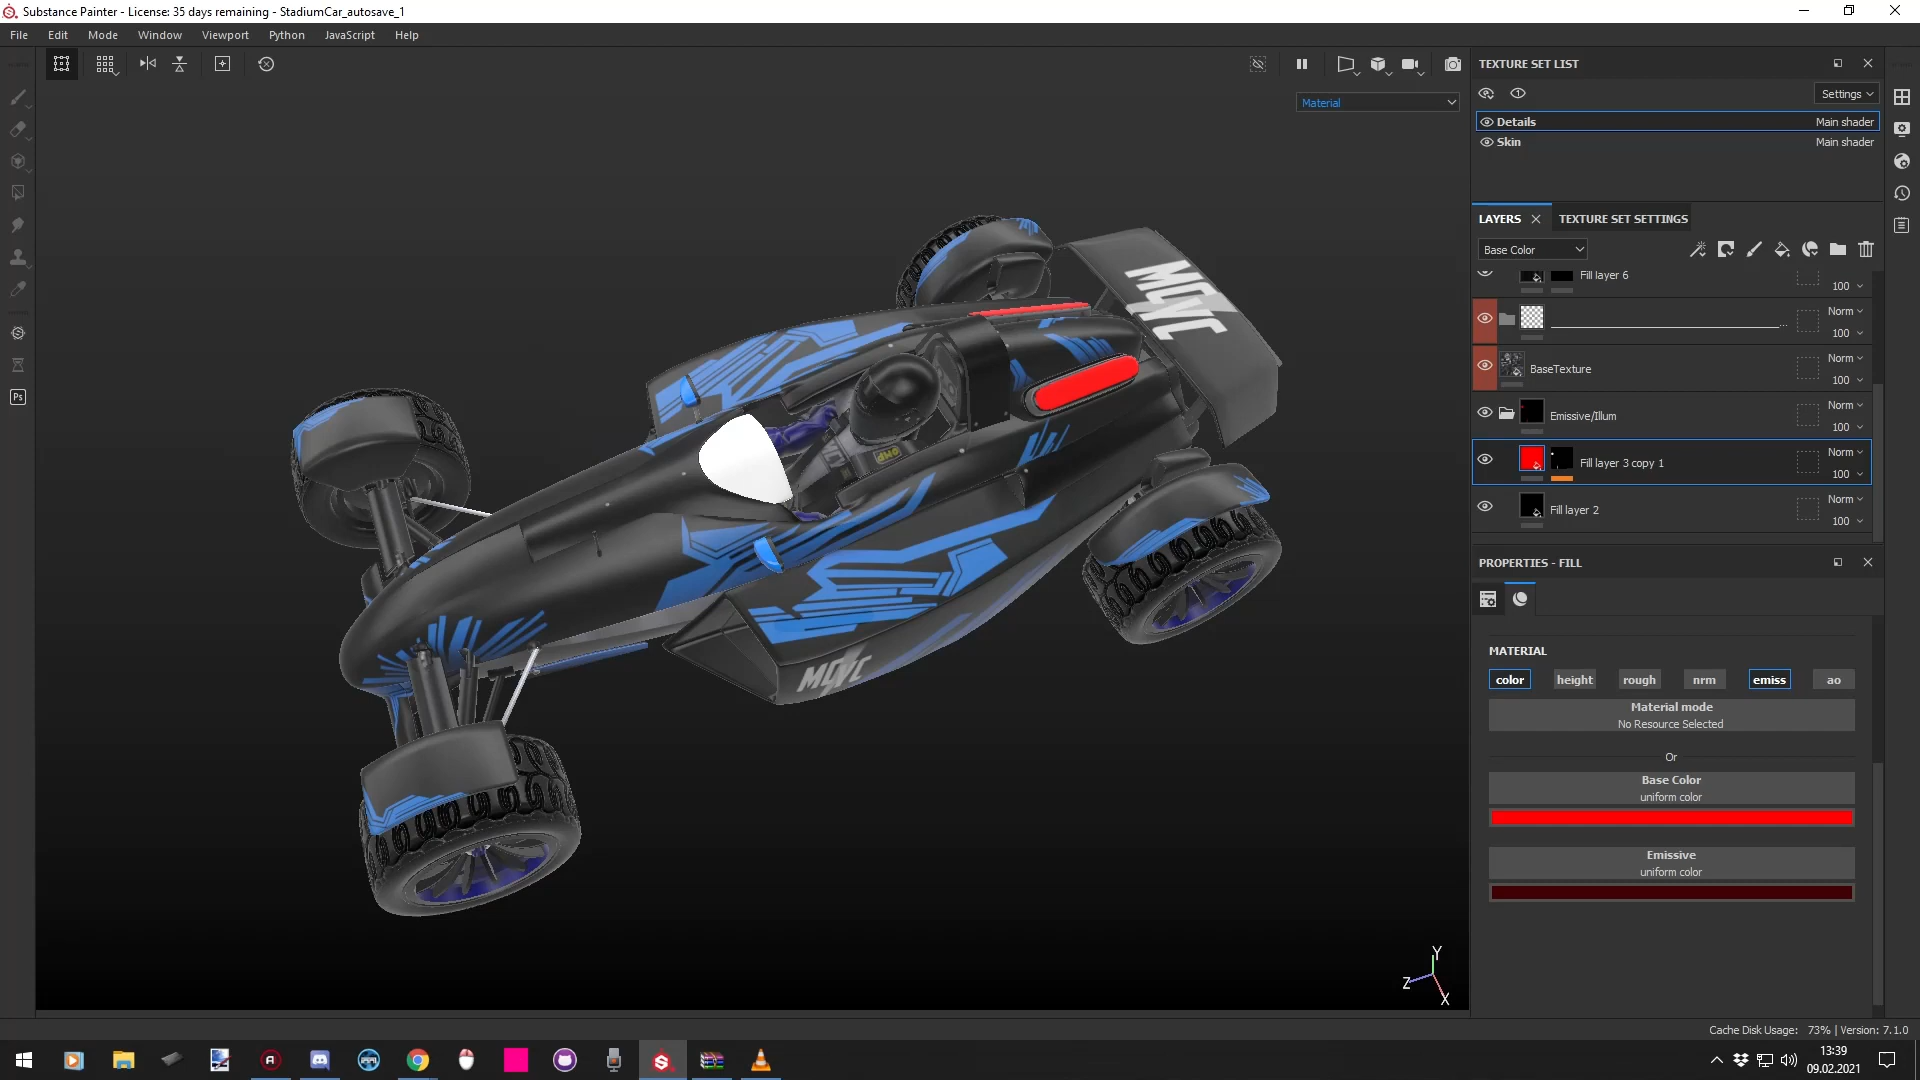 Substance Painter - License: 35 days remaining - StadiumCar_autosave_1
File Edit Mode Window Viewport Python JavaScript Help
Material
MCVC
OMP
MCVC
Y
Z
X
TEXTURE SET LIST
Settings
Details Main shader
Skin Main shader
LAYERS TEXTURE SET SETTINGS
Base Color
Fill layer 6
100
Norm
100
Norm
BaseTexture
100
Norm
Emissive/Illum
100
Norm
Fill layer 3 copy 1
100
Norm
Fill layer 2
100
PROPERTIES - FILL
MATERIAL
color height rough nrm emiss ao
Material mode
No Resource Selected
Or
Base Color
uniform color
Emissive
uniform color
Cache Disk Usage: 73% | Version: 7.1.0
Ps
13:39
09.02.2021